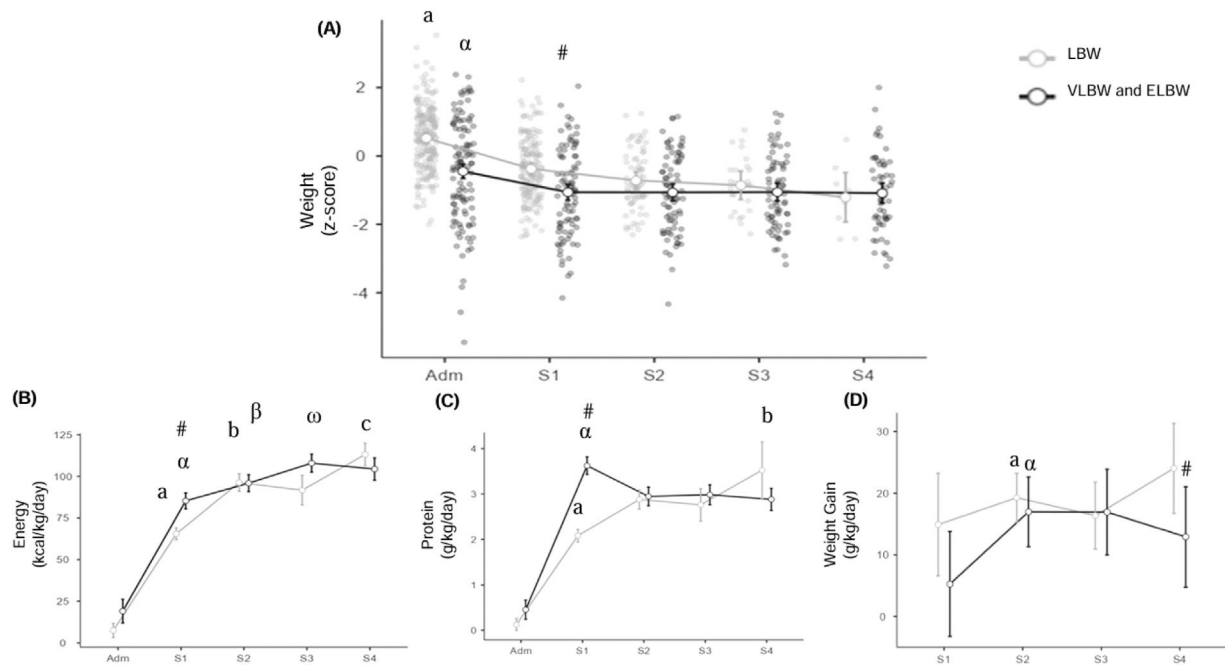 (A)
a
α
#
LBW
VLBW and ELBW
Weight
(z-score)
2
0
-2
-4
Adm
S1
S2
S3
S4
(B)
#
α
a
b
β
ω
c
Energy
(kcal/kg/day)
125
100
75
50
25
0
Adm
S1
S2
S3
S4
(C)
#
α
a
b
Protein
(g/kg/day)
4
3
2
1
0
Adm
S1
S2
S3
S4
(D)
a
α
#
Weight Gain
(g/kg/day)
30
20
10
0
S1
S2
S3
S4